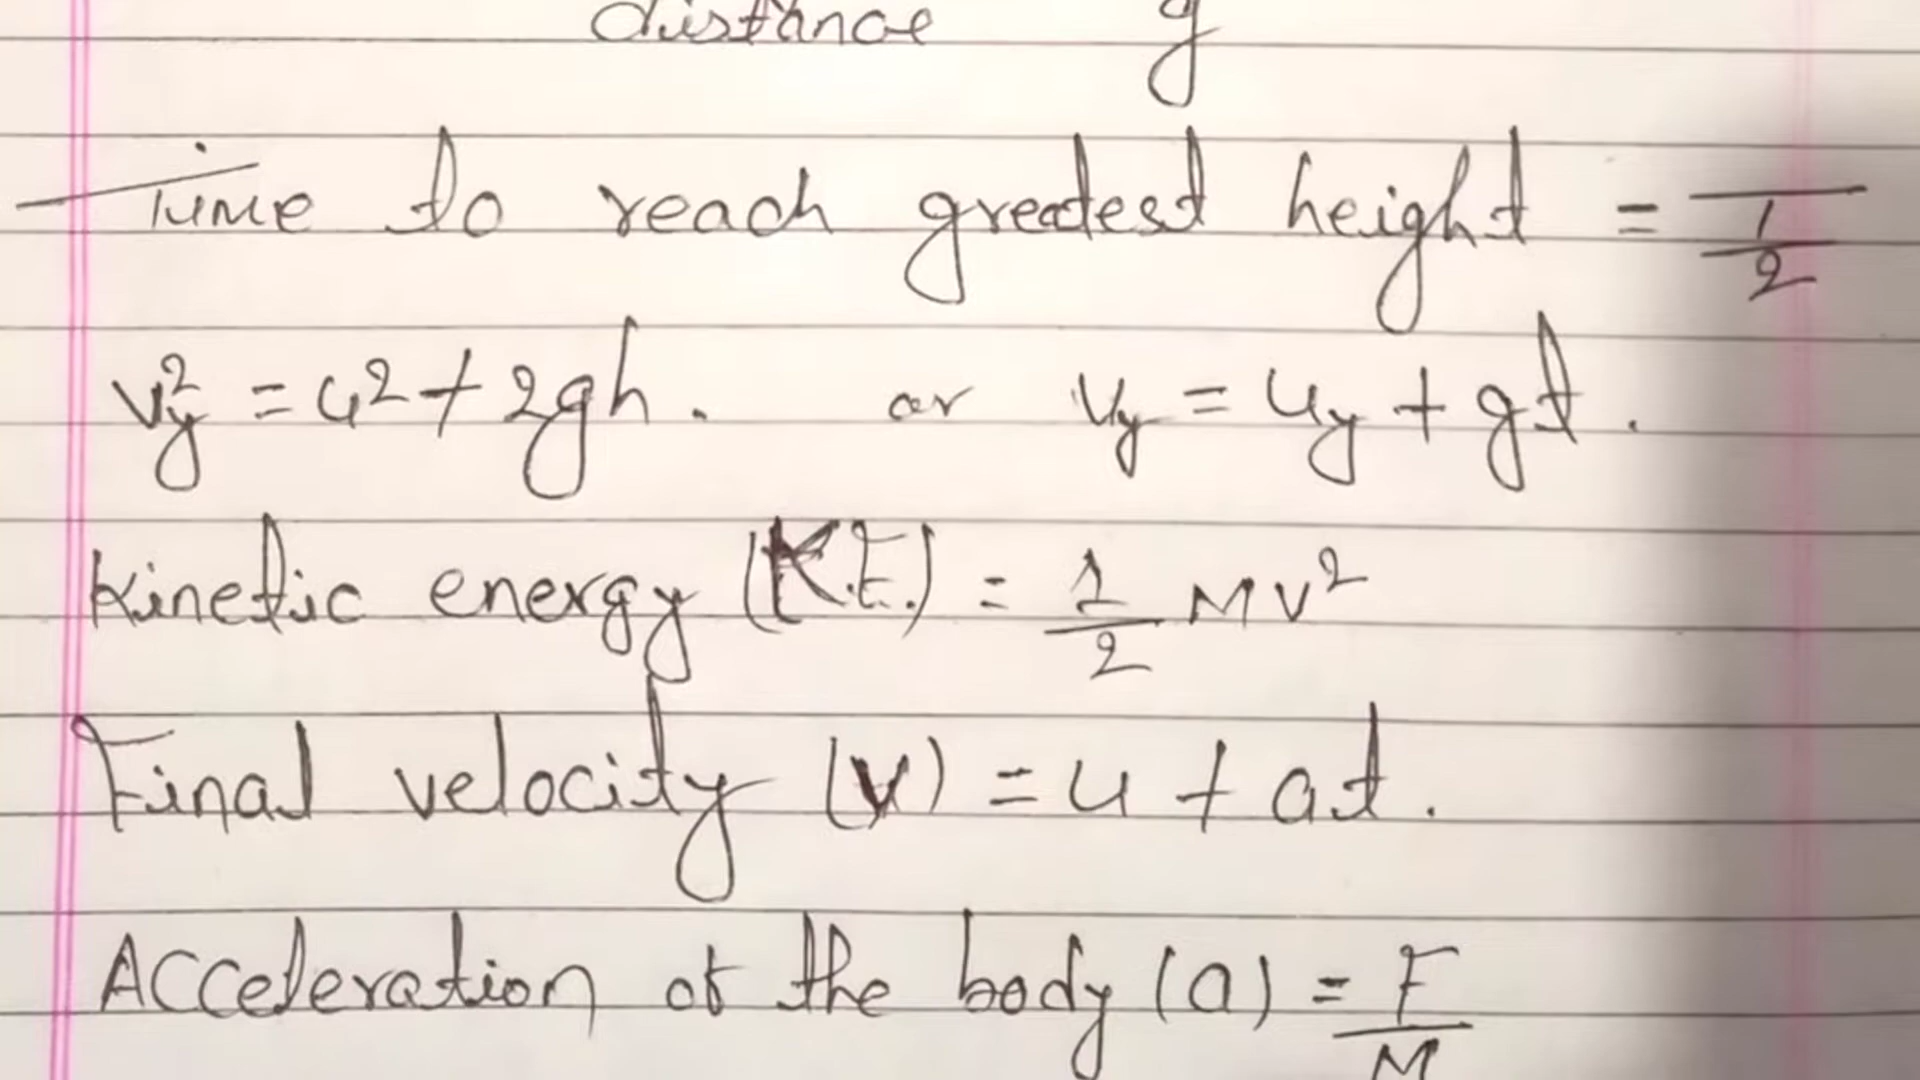 distance g
Time to reach greatest height = T/2
Vy² = u² + 2gh. or Vy = uy + gt.
Kinetic energy (K.E.) = 1/2 MV²
Final velocity (V) = u + at.
Acceleration of the body (a) = F/M